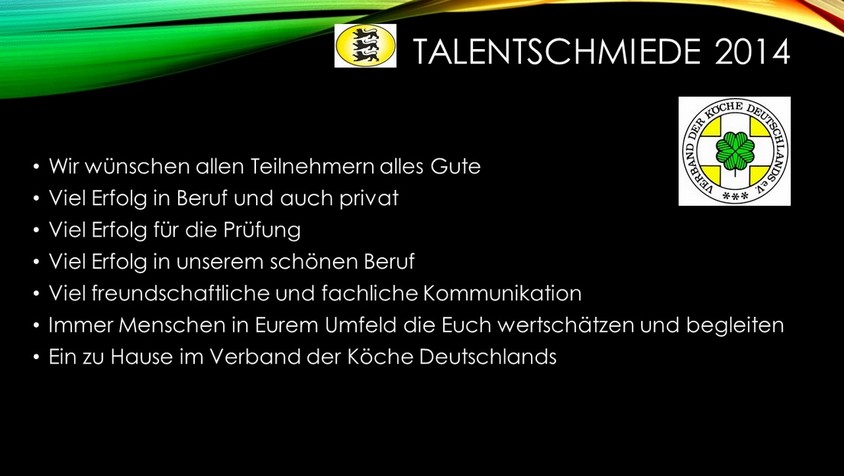 TALENTSCHMIEDE 2014
VERBAND DER KÖCHE DEUTSCHLANDS e.V.
• Wir wünschen allen Teilnehmern alles Gute
• Viel Erfolg in Beruf und auch privat
• Viel Erfolg für die Prüfung
• Viel Erfolg in unserem schönen Beruf
• Viel freundschaftliche und fachliche Kommunikation
• Immer Menschen in Eurem Umfeld die Euch wertschätzen und begleiten
• Ein zu Hause im Verband der Köche Deutschlands